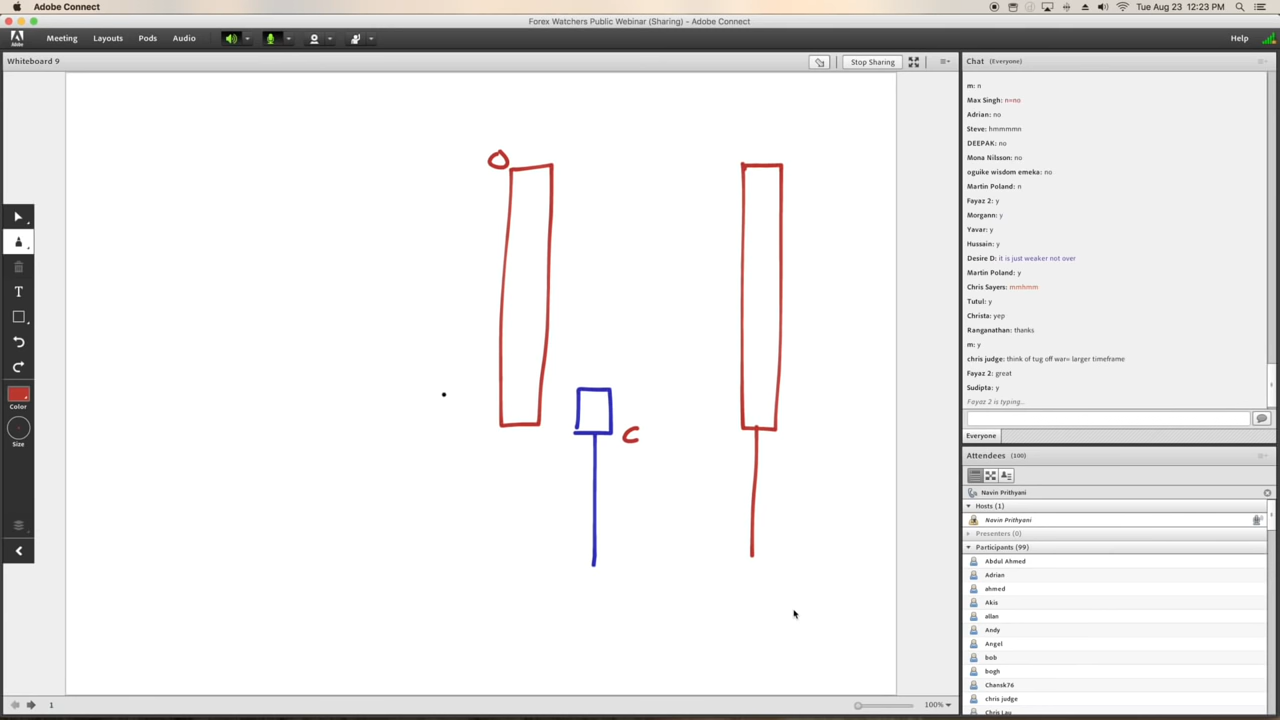 Tue Aug 23 12:23 PM
Forex Watchers Public Webinar (Sharing) - Adobe Connect
Adobe
Meeting
Layouts
Pods
Audio
Help
Whiteboard 9
Stop Sharing
O
C
T
Color
Size
1
100%
Chat (Everyone)
m: n
Max Singh: n=no
Adrian: no
Steve: hmmmmn
DEEPAK: no
Mona Nilsson: no
oguike wisdom emeka: no
Martin Poland: n
Fayaz 2: y
Morgann: y
Yavar: y
Hussain: y
Desire D: it is just weaker not over
Martin Poland: y
Chris Sayers: mmhmm
Tutul: y
Christa: yep
Ranganathan: thanks
m: y
chris judge: think of tug off war= larger timeframe
Fayaz 2: great
Sudipta: y
Fayaz 2 is typing...
Everyone
Attendees (100)
Navin Prithyani
Hosts (1)
Navin Prithyani
Presenters (0)
Participants (99)
Abdul Ahmed
Adrian
ahmed
Akis
allan
Andy
Angel
bob
bogh
Chansk76
chris judge
Chris Lau